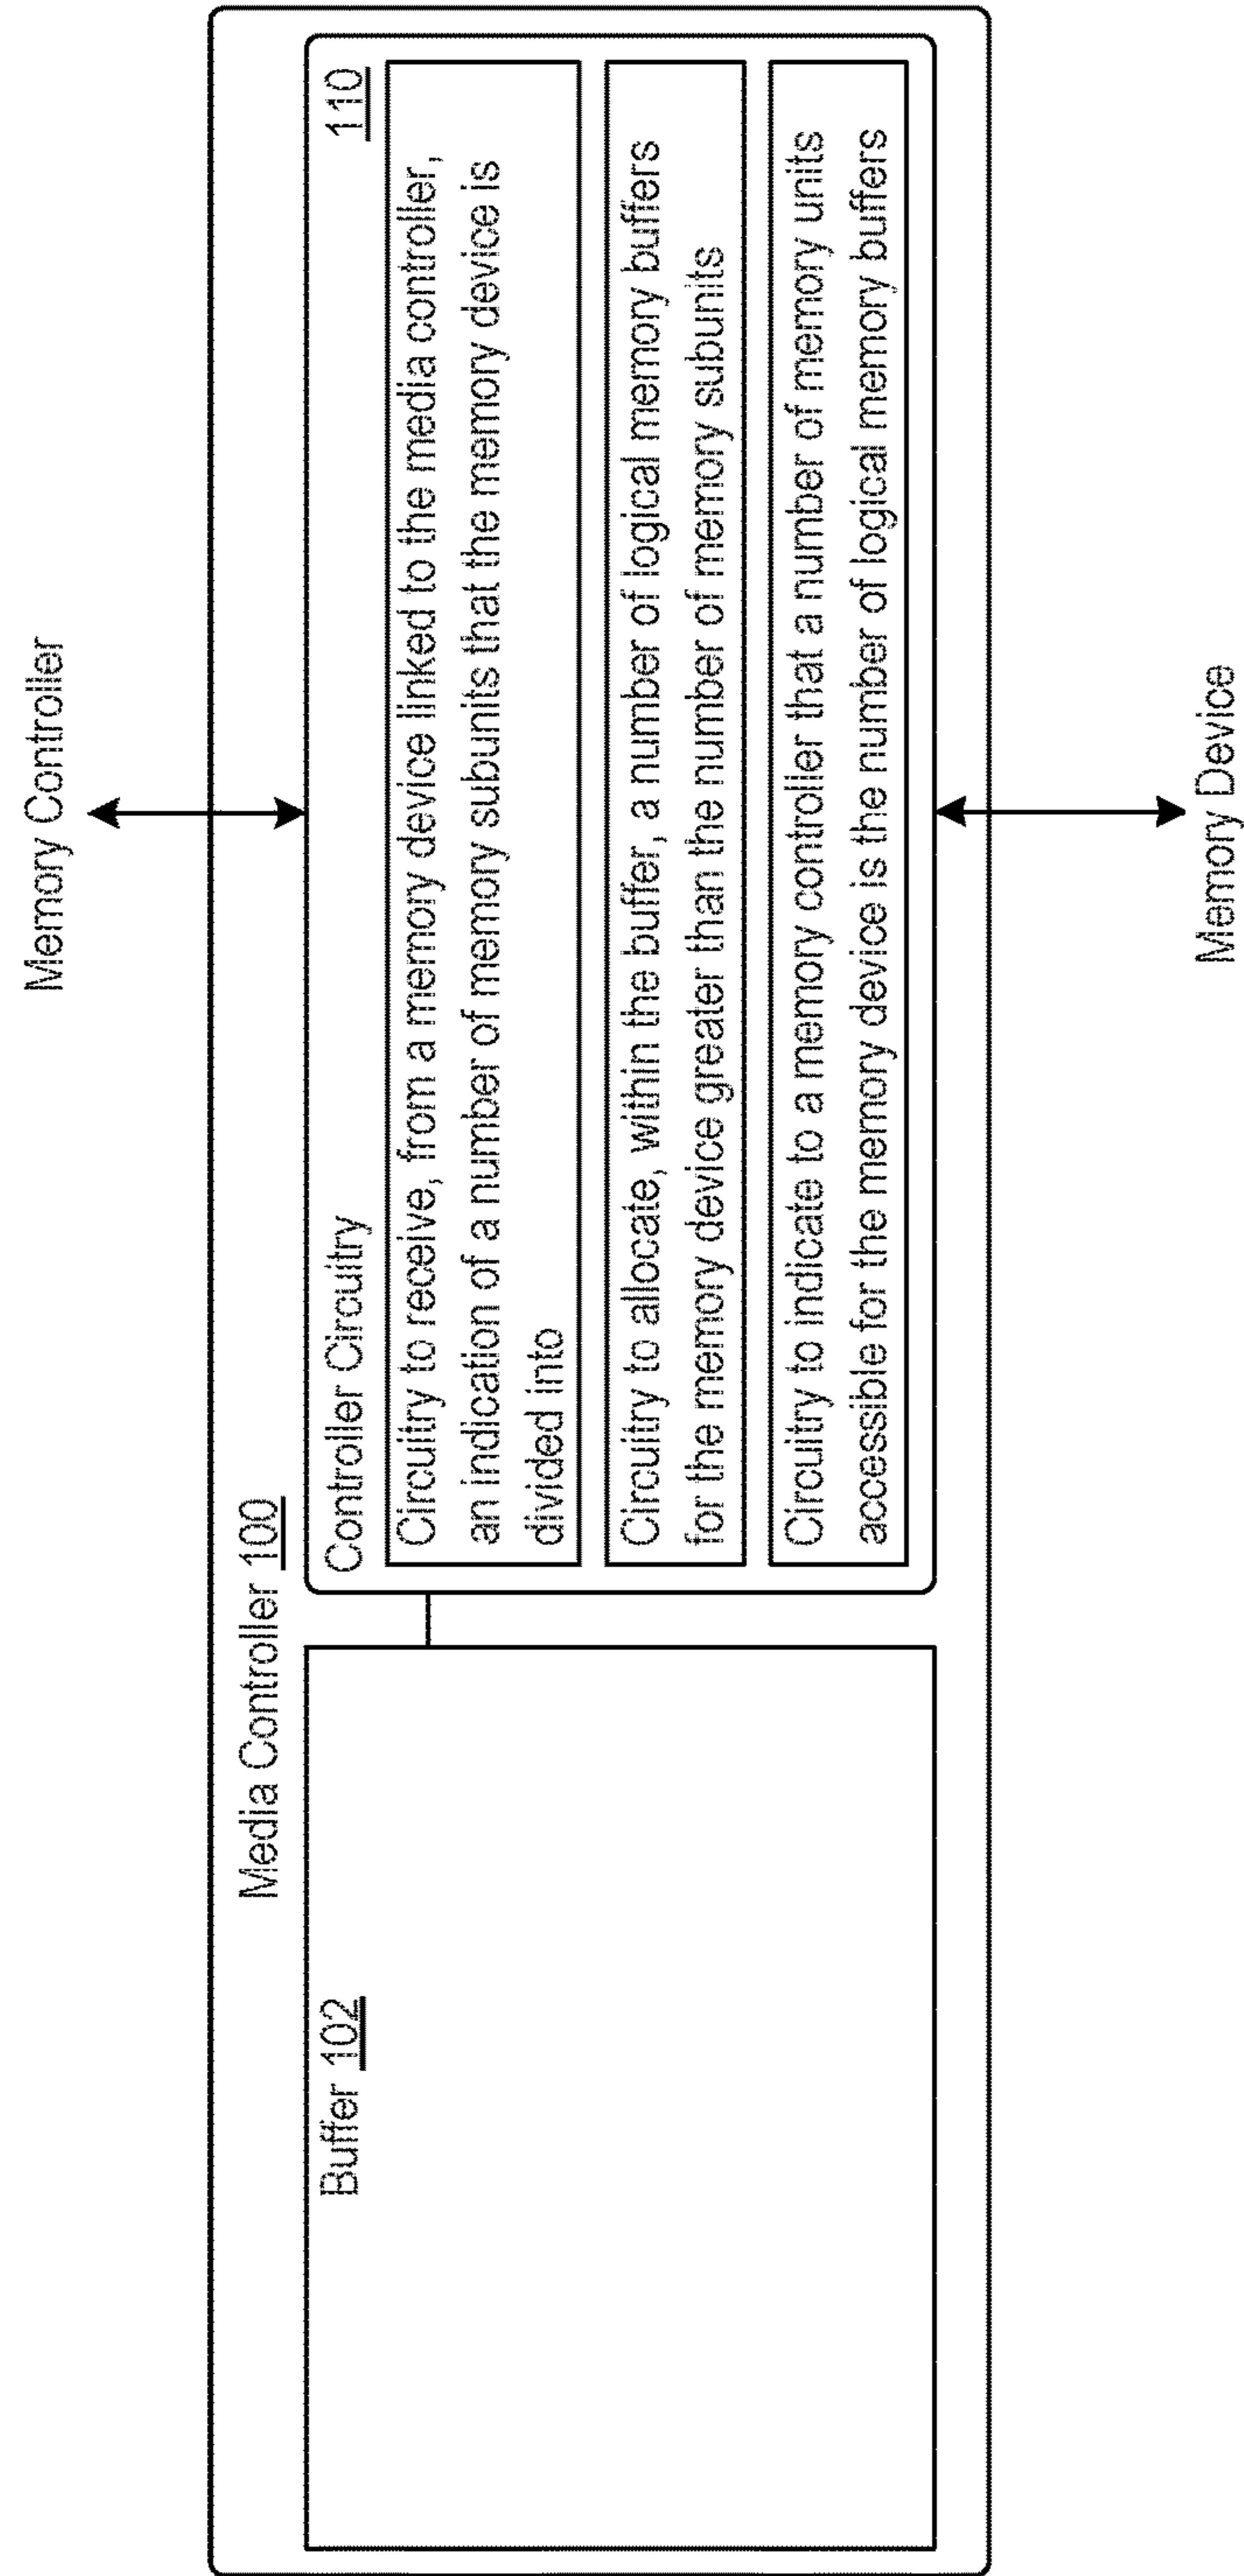 Memory Controller
Media Controller 100
Buffer 102
Controller Circuitry 110
Circuitry to receive, from a memory device linked to the media controller,
an indication of a number of memory subunits that the memory device is
divided into
Circuitry to allocate, within the buffer, a number of logical memory buffers
for the memory device greater than the number of memory subunits
Circuitry to indicate to a memory controller that a number of memory units
accessible for the memory device is the number of logical memory buffers
Memory Device